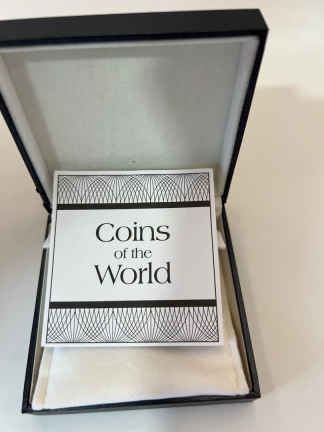 Coins
of the
World